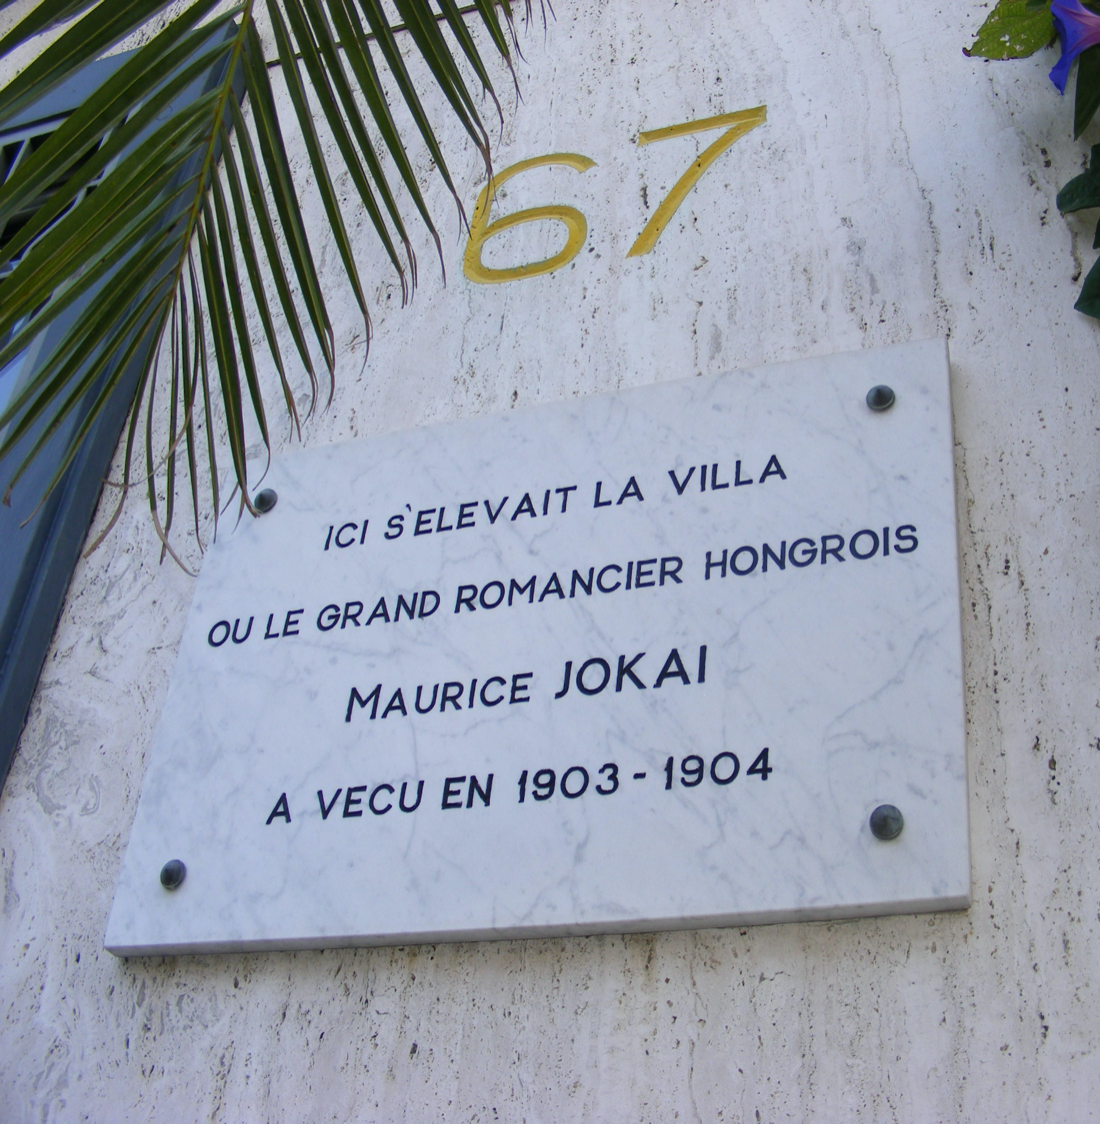 67
ICI S'ELEVAIT LA VILLA
OU LE GRAND ROMANCIER HONGROIS
MAURICE JOKAI
A VECU EN 1903 - 1904